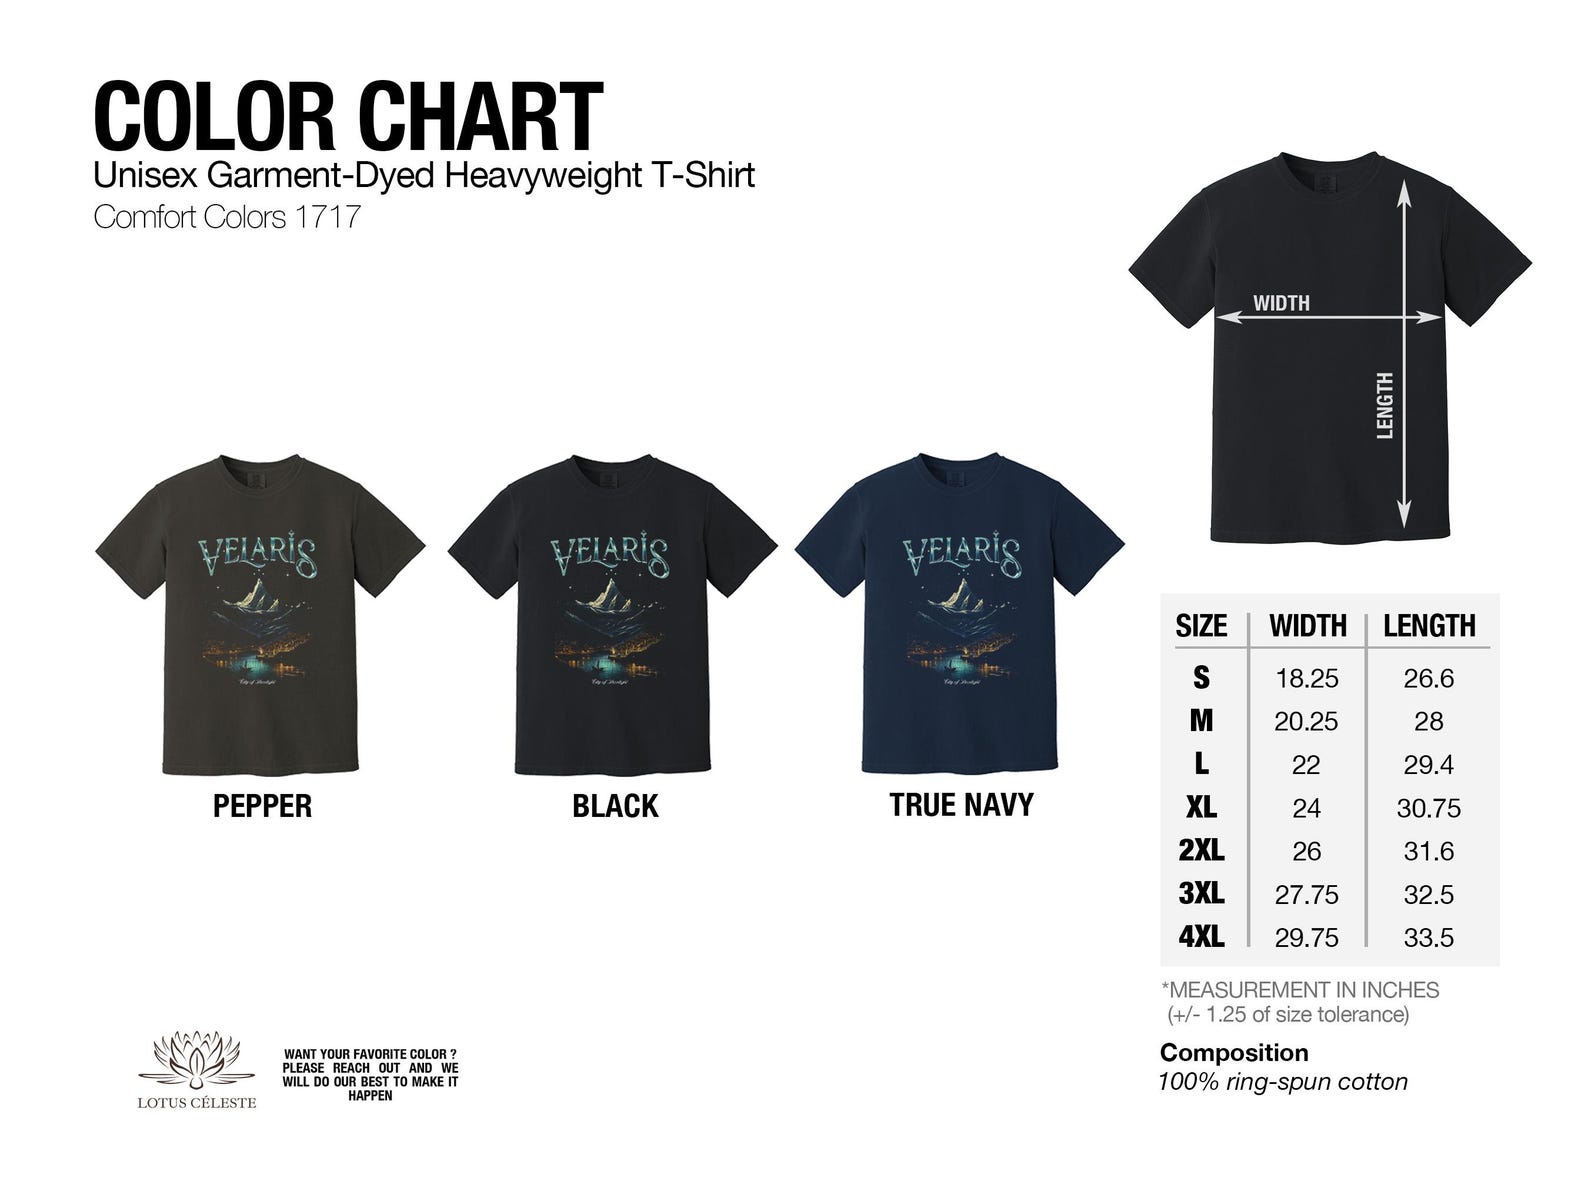 COLOR CHART
Unisex Garment-Dyed Heavyweight T-Shirt
Comfort Colors 1717
WIDTH
LENGTH
VELARIS
City of Starlight
PEPPER
VELARIS
City of Starlight
BLACK
VELARIS
City of Starlight
TRUE NAVY
SIZE WIDTH LENGTH
S 18.25 26.6
M 20.25 28
L 22 29.4
XL 24 30.75
2XL 26 31.6
3XL 27.75 32.5
4XL 29.75 33.5
*MEASUREMENT IN INCHES
(+/- 1.25 of size tolerance)
Composition
100% ring-spun cotton
LOTUS CÉLESTE
WANT YOUR FAVORITE COLOR ?
PLEASE REACH OUT AND WE
WILL DO OUR BEST TO MAKE IT
HAPPEN